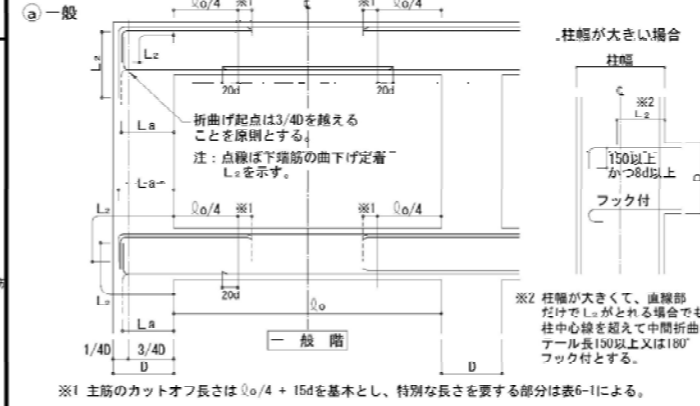 ⓐ 一般
ℓo/4 ※1 ℄ ※1 ℓo/4
L₂
L₂
20d 20d
La
折曲げ起点は3/4Dを越える
ことを原則とする。
注：点線は下端筋の曲下げ定着
L₂を示す。
La
L₂ ℓo/4 ※1 ※1 ℓo/4
L₂
20d
ℓo
La
1/4D 3/4D
一般階
D D
柱幅が大きい場合
柱幅
℄ ※2
L₂
150以上
かつ8d以上
フック付
※2 柱幅が大きくて、直線部
だけでL₂がとれる場合でも
柱中心線を超えて中間折曲
テール長150以上又は180°
フック付とする。
※1 主筋のカットオフ長さはℓo/4 + 15dを基本とし、特別な長さを要する部分は表6-1による。